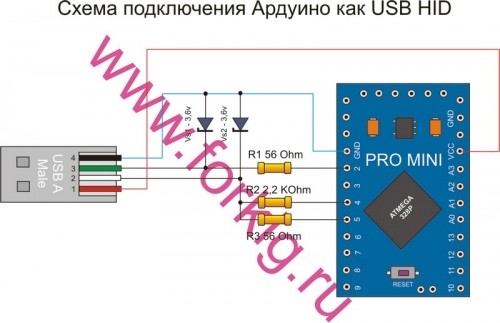 Схема подключения Ардуино как USB HID
Vs1 - 3,6v
Vs2 - 3,6v
USB A
Male
4
3
2
1
R1 56 Ohm
R2 2,2 KOhm
R3 56 Ohm
PRO MINI
ATMEGA
328P
RESET
GND
2
3
4
5
6
7
8
9
GND
VCC
A3
A2
A1
A0
13
12
11
10
www.forkig.ru